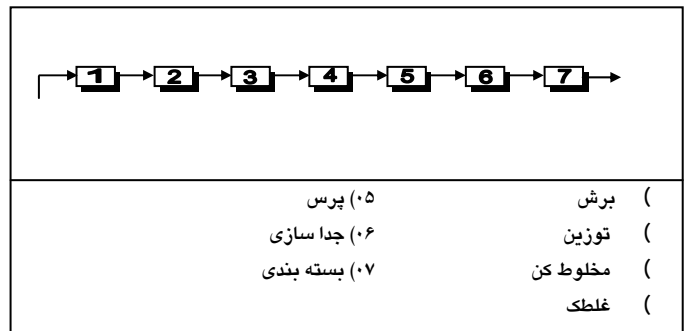 1 2 3 4 5 6 7
) برش ۰۵) پرس
) توزین ۰۶) جدا سازی
) مخلوط کن ۰۷) بسته بندی
) غلطک